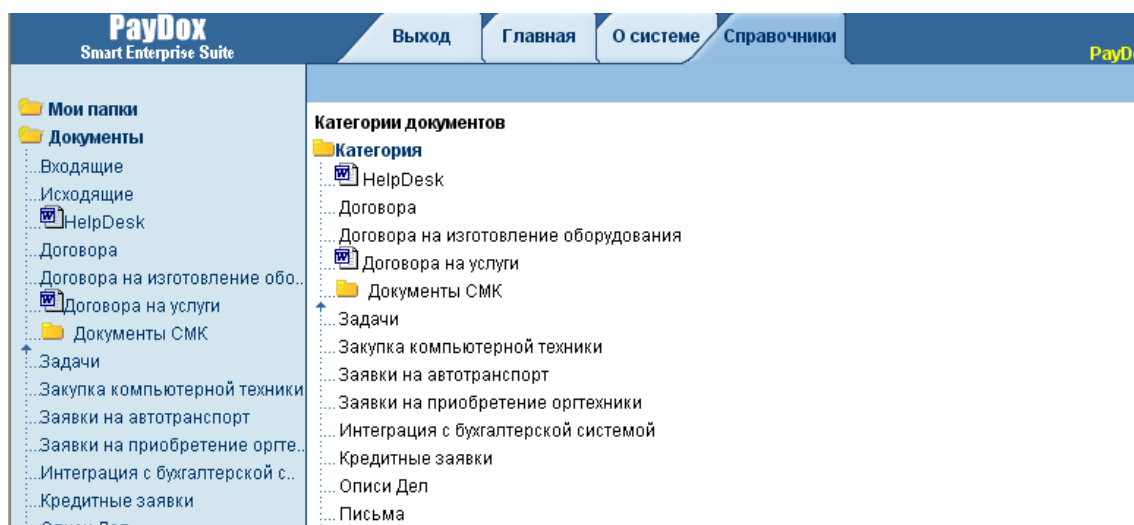 PayDox
Smart Enterprise Suite
Выход
Главная
О системе
Справочники
PayD
Мои папки
Документы
Входящие
Исходящие
HelpDesk
Договора
Договора на изготовление обо..
Договора на услуги
Документы СМК
Задачи
Закупка компьютерной техники
Заявки на автотранспорт
Заявки на приобретение оргте..
Интеграция с бухгалтерской с..
Кредитные заявки
Описи Дел
Категории документов
Категория
HelpDesk
Договора
Договора на изготовление оборудования
Договора на услуги
Документы СМК
Задачи
Закупка компьютерной техники
Заявки на автотранспорт
Заявки на приобретение оргтехники
Интеграция с бухгалтерской системой
Кредитные заявки
Описи Дел
Письма